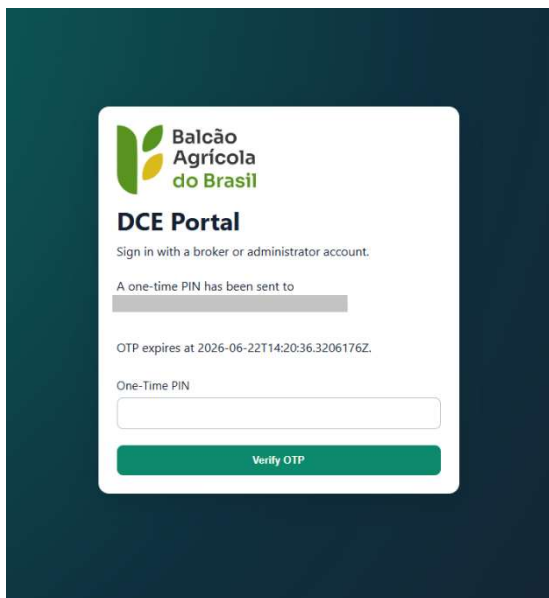 Balcão
Agrícola
do Brasil
DCE Portal
Sign in with a broker or administrator account.
A one-time PIN has been sent to
OTP expires at 2026-06-22T14:20:36.3206176Z.
One-Time PIN
Verify OTP